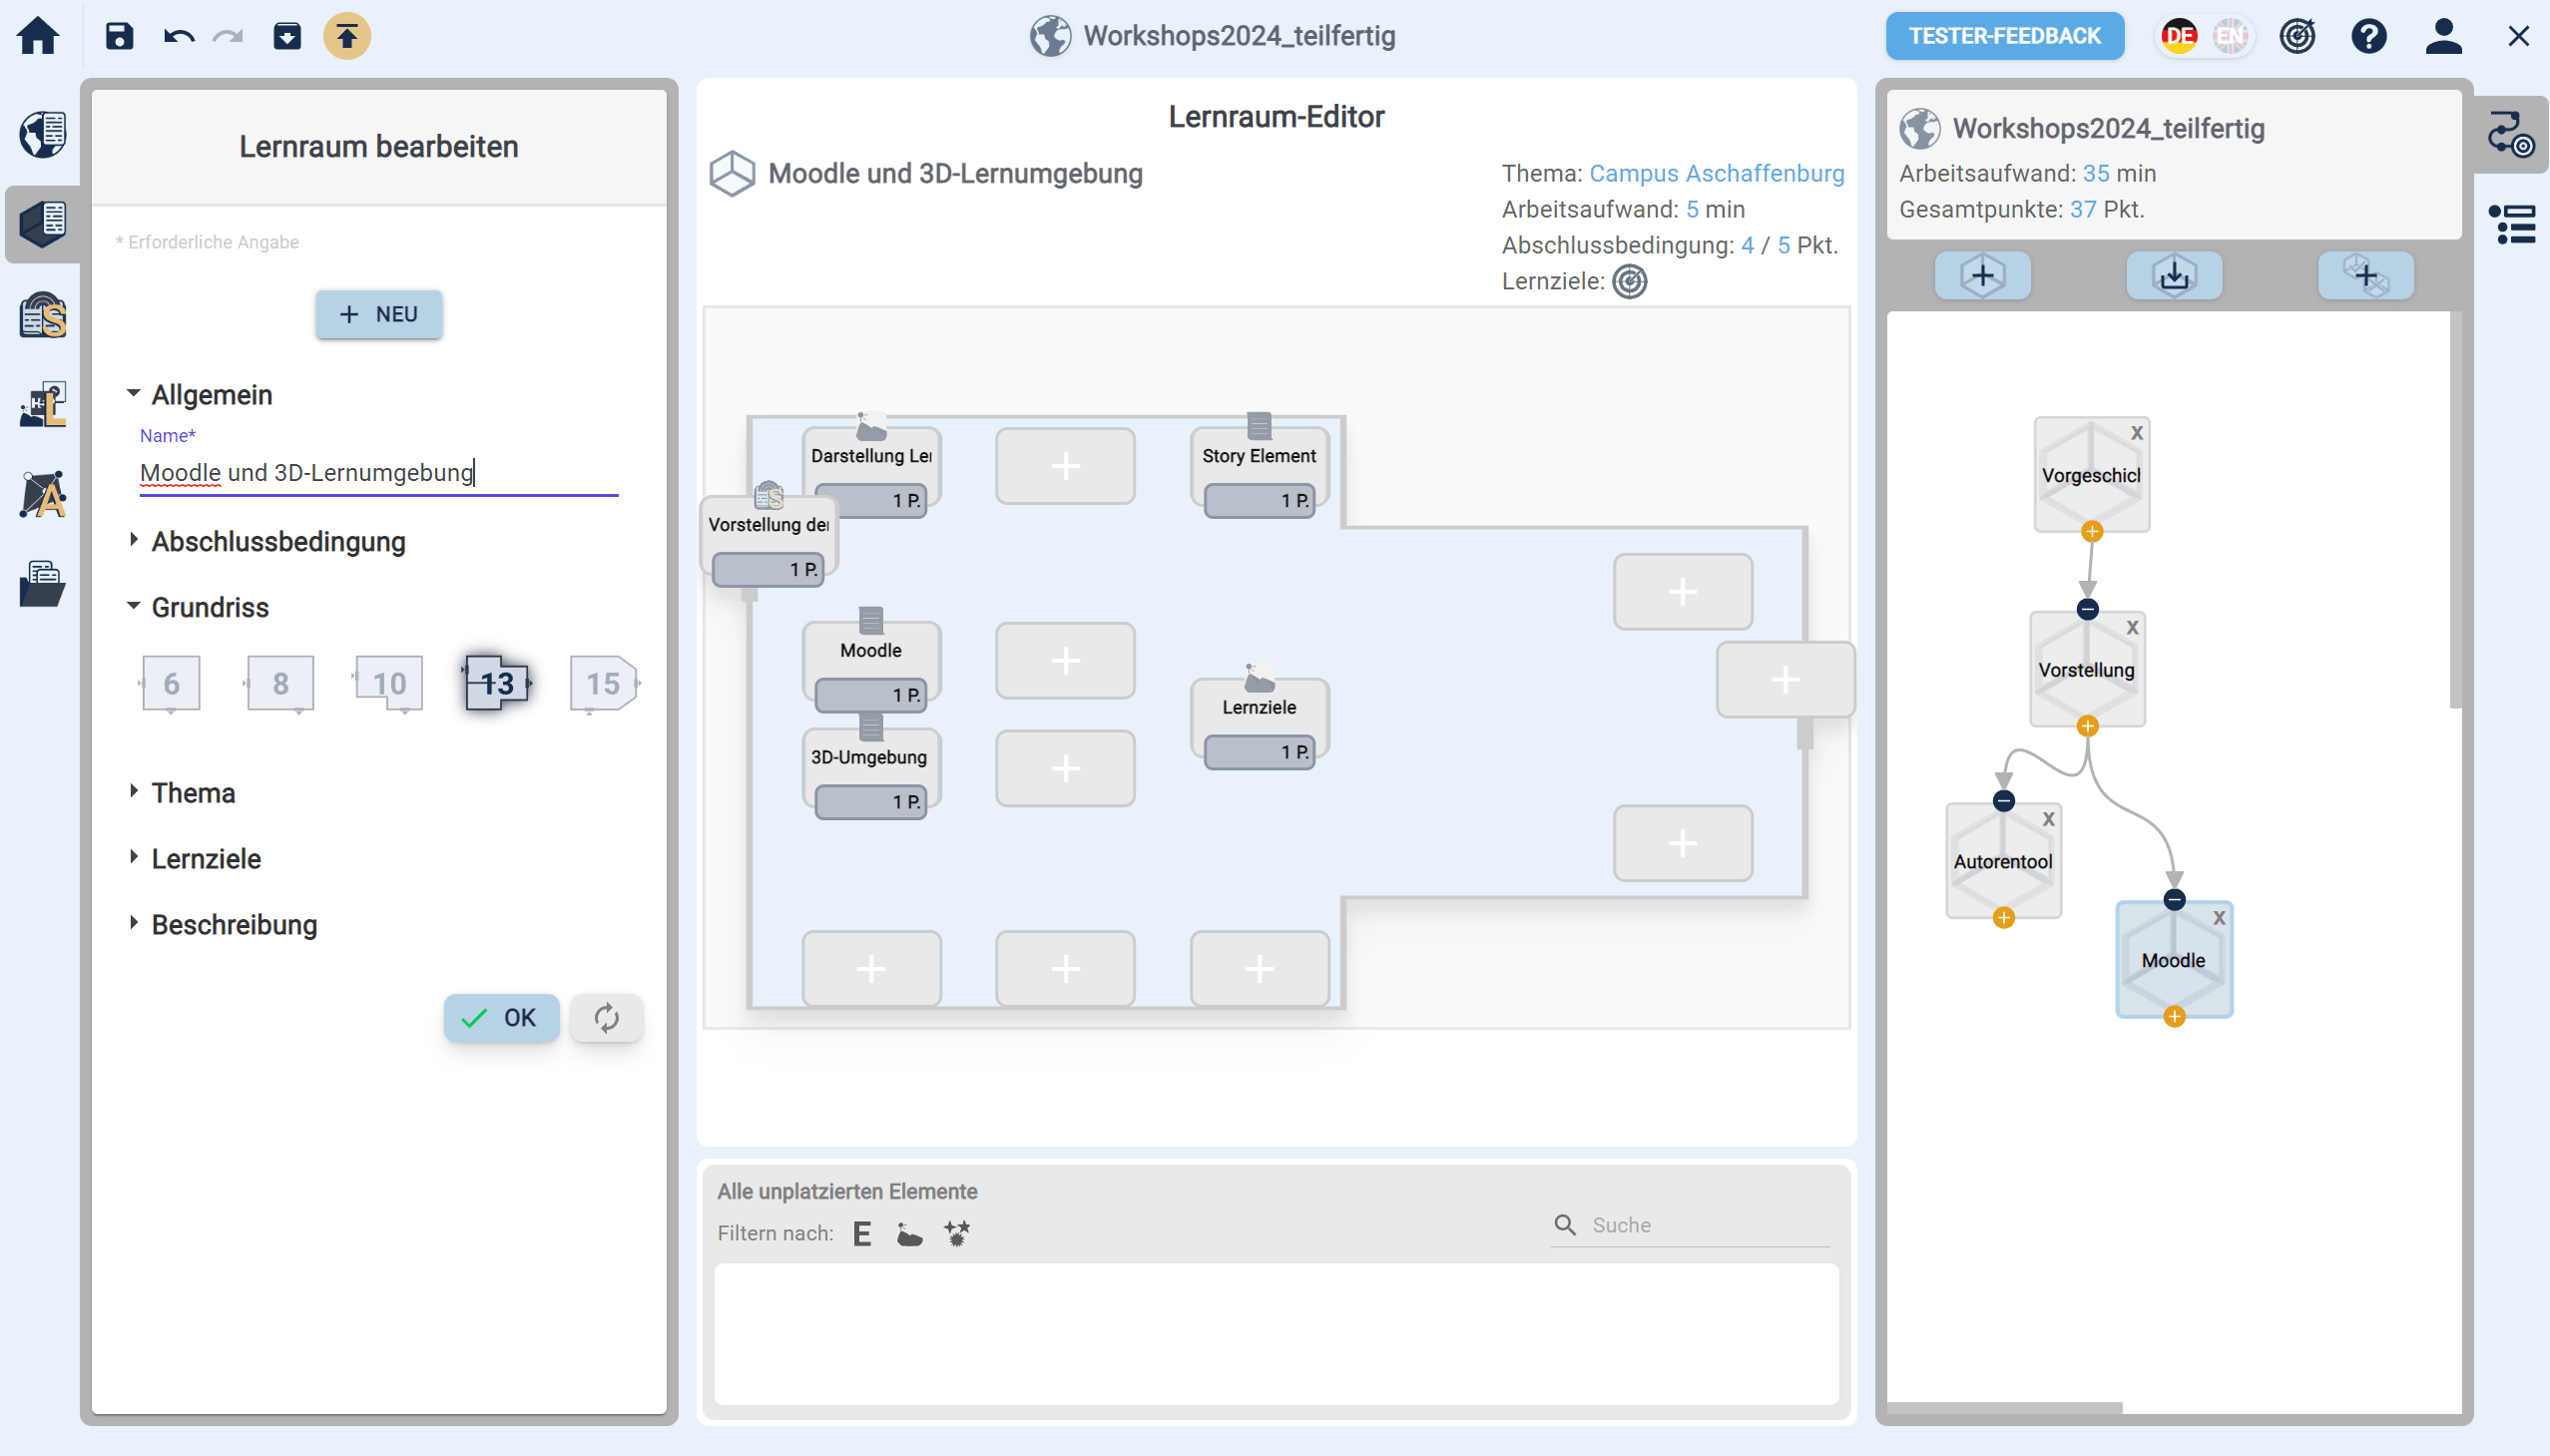 Workshops2024_teilfertig
TESTER-FEEDBACK
DE
EN
Lernraum bearbeiten
* Erforderliche Angabe
+ NEU
Allgemein
Name*
Moodle und 3D-Lernumgebung
Abschlussbedingung
Grundriss
6
8
10
13
15
Thema
Lernziele
Beschreibung
OK
S
L
A
Lernraum-Editor
Moodle und 3D-Lernumgebung
Thema: Campus Aschaffenburg
Arbeitsaufwand: 5 min
Abschlussbedingung: 4 / 5 Pkt.
Lernziele:
Darstellung Ler
1 P.
Story Element
1 P.
Vorstellung der
1 P.
Moodle
1 P.
Lernziele
1 P.
3D-Umgebung
1 P.
Alle unplatzierten Elemente
Filtern nach: E
Suche
Workshops2024_teilfertig
Arbeitsaufwand: 35 min
Gesamtpunkte: 37 Pkt.
X
Vorgeschicl
X
Vorstellung
X
Autorentool
X
Moodle